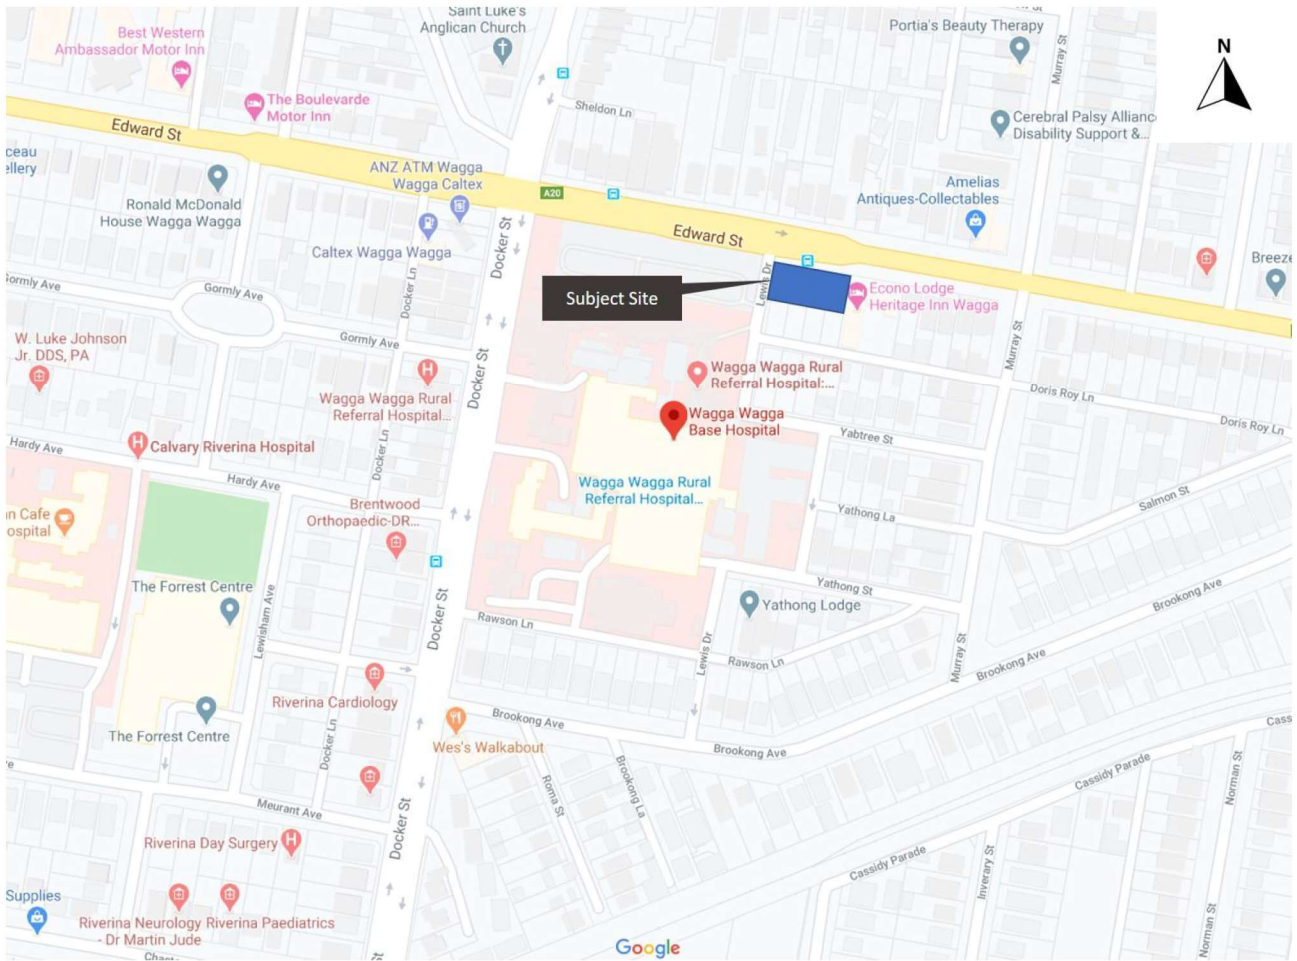 Saint Luke's
Anglican Church
Portia's Beauty Therapy
N
Best Western
Ambassador Motor Inn
Murray St
The Boulevarde
Motor Inn
Sheldon Ln
Cerebral Palsy Allianc
Disability Support &...
Edward St
ceau
ellery
ANZ ATM Wagga
Wagga Caltex
A20
Amelias
Antiques-Collectables
Ronald McDonald
House Wagga Wagga
Docker St
Edward St
Caltex Wagga Wagga
Breeze
Docker Ln
Lewis Dr
Subject Site
Econo Lodge
Heritage Inn Wagga
Gormly Ave
Gormly Ave
Gormly Ave
W. Luke Johnson
Jr. DDS, PA
Docker St
Murray St
Wagga Wagga Rural
Referral Hospital:...
Wagga Wagga Rural
Referral Hospital...
Doris Roy Ln
Doris Roy Ln
Wagga Wagga
Base Hospital
Yabtree St
Hardy Ave
Calvary Riverina Hospital
Docker Ln
Hardy Ave
Wagga Wagga Rural
Referral Hospital...
Salmon St
Brentwood
Orthopaedic-DR...
an Cafe
ospital
Yathong La
The Forrest Centre
Yathong St
Brookong Ave
Yathong Lodge
Lewisham Ave
Docker St
Rawson Ln
Lewis Dr
Rawson Ln
Murray St
Brookong Ave
Riverina Cardiology
The Forrest Centre
Docker Ln
Brookong Ave
Wes's Walkabout
Brookong Ave
Cass
Cassidy Parade
Norman St
Roma St
Brookong La
Meurant Ave
Docker St
Riverina Day Surgery
Cassidy Parade
Inverary St
Supplies
Riverina Neurology
- Dr Martin Jude
Riverina Paediatrics
Norman St
Google